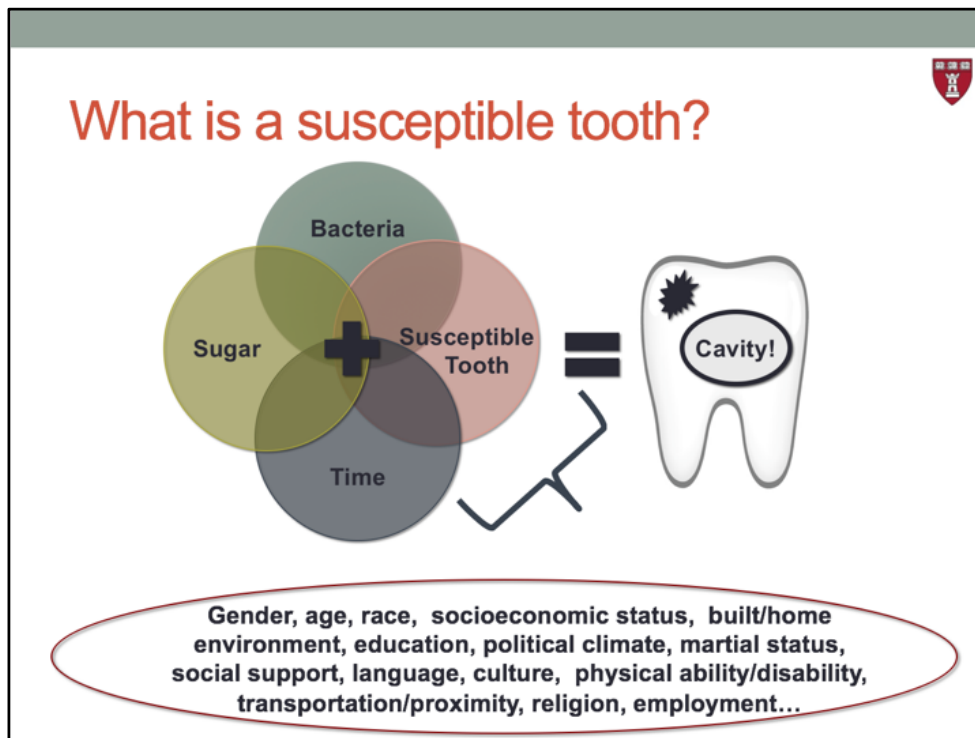 What is a susceptible tooth?
Bacteria
Sugar
Susceptible
Tooth
Time
Cavity!
Gender, age, race, socioeconomic status, built/home
environment, education, political climate, martial status,
social support, language, culture, physical ability/disability,
transportation/proximity, religion, employment...